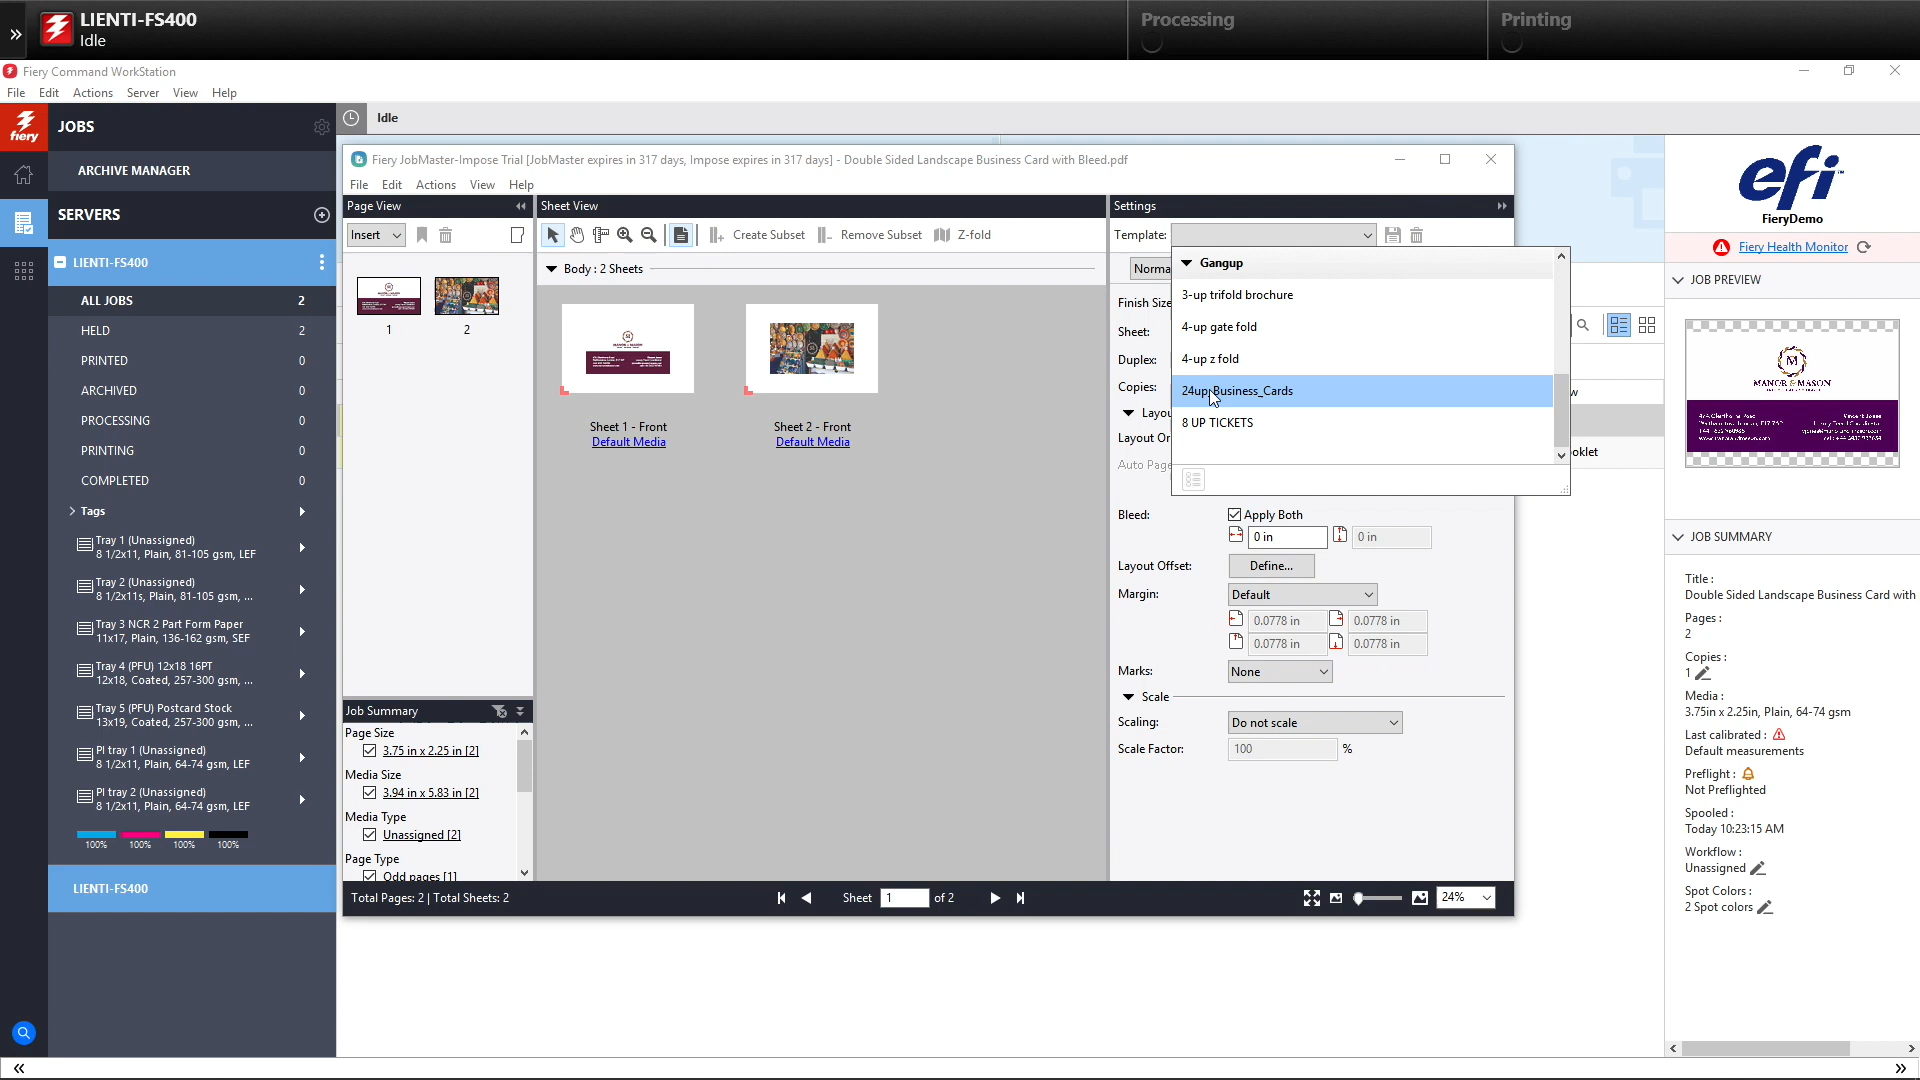 LIENTI-FS400
Idle
Processing
Printing
Fiery Command WorkStation
File Edit Actions Server View Help
fiery
JOBS
ARCHIVE MANAGER
SERVERS
LIENTI-FS400
ALL JOBS 2
HELD 2
PRINTED 0
ARCHIVED 0
PROCESSING 0
PRINTING 0
COMPLETED 0
Tags
Tray 1 (Unassigned)
8 1/2x11, Plain, 81-105 gsm, LEF
Tray 2 (Unassigned)
8 1/2x11s, Plain, 81-105 gsm, ...
Tray 3 NCR 2 Part Form Paper
11x17, Plain, 136-162 gsm, SEF
Tray 4 (PFU) 12x18 16PT
12x18, Coated, 257-300 gsm, ...
Tray 5 (PFU) Postcard Stock
13x19, Coated, 257-300 gsm, ...
PI tray 1 (Unassigned)
8 1/2x11, Plain, 64-74 gsm, LEF
PI tray 2 (Unassigned)
8 1/2x11, Plain, 64-74 gsm, LEF
100% 100% 100% 100%
LIENTI-FS400
Idle
Fiery JobMaster-Impose Trial [JobMaster expires in 317 days, Impose expires in 317 days] - Double Sided Landscape Business Card with Bleed.pdf
File Edit Actions View Help
Page View
Insert
1 2
Job Summary
Page Size
3.75 in x 2.25 in [2]
Media Size
3.94 in x 5.83 in [2]
Media Type
Unassigned [2]
Page Type
Odd pages [1]
Sheet View
Create Subset Remove Subset Z-fold
Body : 2 Sheets
MANOR & MASON
Sheet 1 - Front
Default Media
Sheet 2 - Front
Default Media
Settings
Template:
Norma
Finish Size
Sheet:
Duplex:
Copies:
Layou
Layout Or
Auto Page
Gangup
3-up trifold brochure
4-up gate fold
4-up z fold
24up_Business_Cards
8 UP TICKETS
Bleed: Apply Both
0 in 0 in
Layout Offset: Define...
Margin: Default
0.0778 in 0.0778 in
0.0778 in 0.0778 in
Marks: None
Scale
Scaling: Do not scale
Scale Factor: 100 %
Total Pages: 2 | Total Sheets: 2
Sheet 1 of 2
24%
w
oklet
efi™
FieryDemo
Fiery Health Monitor
JOB PREVIEW
MANOR & MASON
JOB SUMMARY
Title :
Double Sided Landscape Business Card with
Pages :
2
Copies :
1
Media :
3.75in x 2.25in, Plain, 64-74 gsm
Last calibrated :
Default measurements
Preflight :
Not Preflighted
Spooled :
Today 10:23:15 AM
Workflow :
Unassigned
Spot Colors :
2 Spot colors